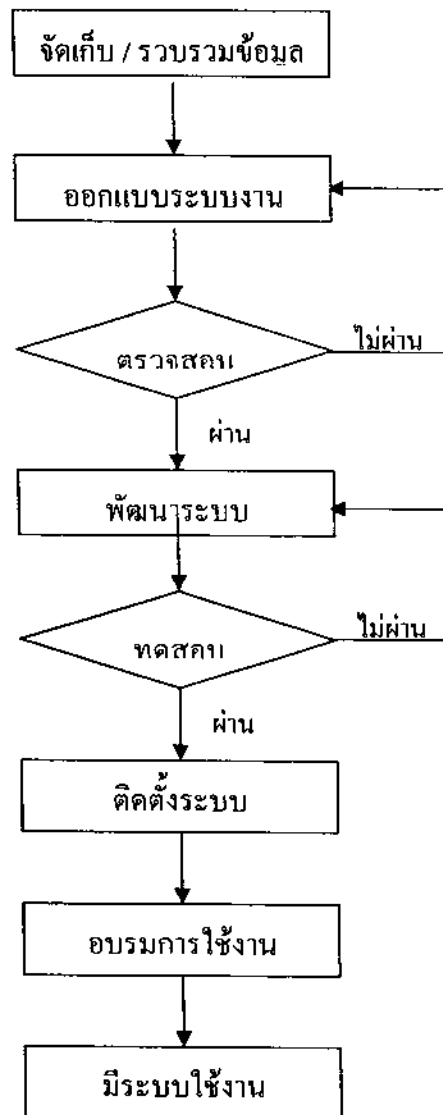 จัดเก็บ / รวบรวมข้อมูล
ออกแบบระบบงาน
ตรวจสอบ
ไม่ผ่าน
ผ่าน
พัฒนาระบบ
ทดสอบ
ไม่ผ่าน
ผ่าน
ติดตั้งระบบ
อบรมการใช้งาน
มีระบบใช้งาน